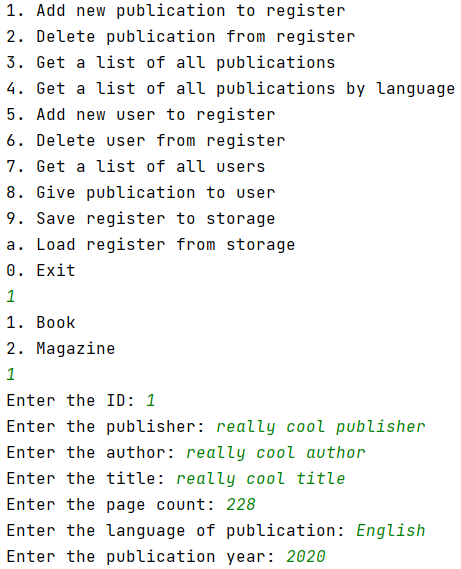 1. Add new publication to register
2. Delete publication from register
3. Get a list of all publications
4. Get a list of all publications by language
5. Add new user to register
6. Delete user from register
7. Get a list of all users
8. Give publication to user
9. Save register to storage
a. Load register from storage
0. Exit
1
1. Book
2. Magazine
1
Enter the ID: 1
Enter the publisher: really cool publisher
Enter the author: really cool author
Enter the title: really cool title
Enter the page count: 228
Enter the language of publication: English
Enter the publication year: 2020